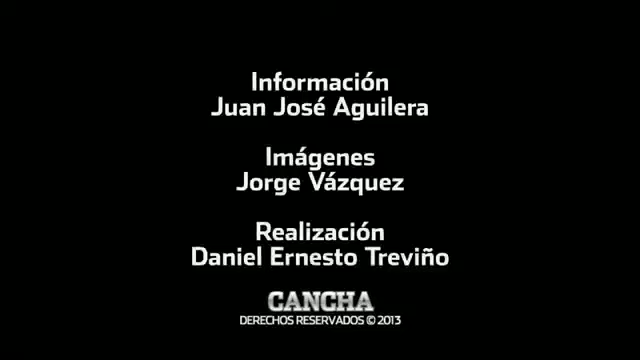 Información
Juan José Aguilera
Imágenes
Jorge Vázquez
Realización
Daniel Ernesto Treviño
CANCHA
DERECHOS RESERVADOS © 2013